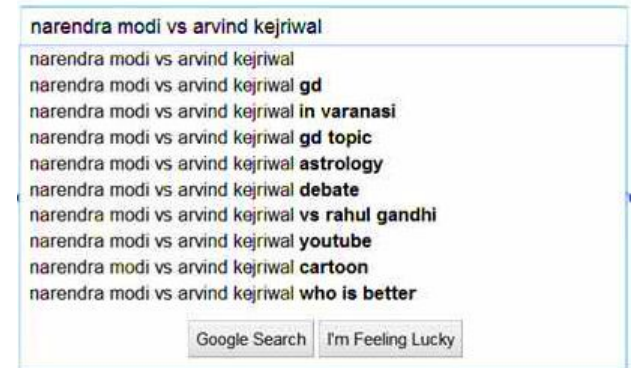 narendra modi vs arvind kejriwal
narendra modi vs arvind kejriwal
narendra modi vs arvind kejriwal gd
narendra modi vs arvind kejriwal in varanasi
narendra modi vs arvind kejriwal gd topic
narendra modi vs arvind kejriwal astrology
narendra modi vs arvind kejriwal debate
narendra modi vs arvind kejriwal vs rahul gandhi
narendra modi vs arvind kejriwal youtube
narendra modi vs arvind kejriwal cartoon
narendra modi vs arvind kejriwal who is better
Google Search I'm Feeling Lucky